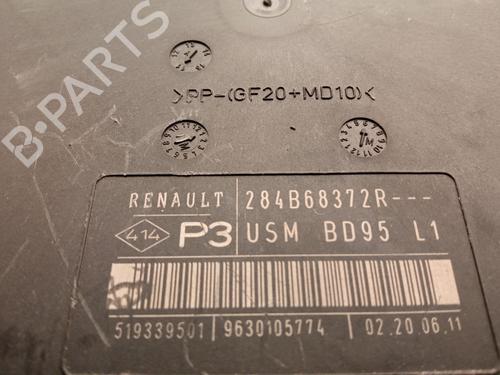 B-PARTS
>PP-(GF20+MD10)<
RENAULT 284B68372R---
414 P3 USM BD95 L1
519339501 9630105774 02.20.06.11